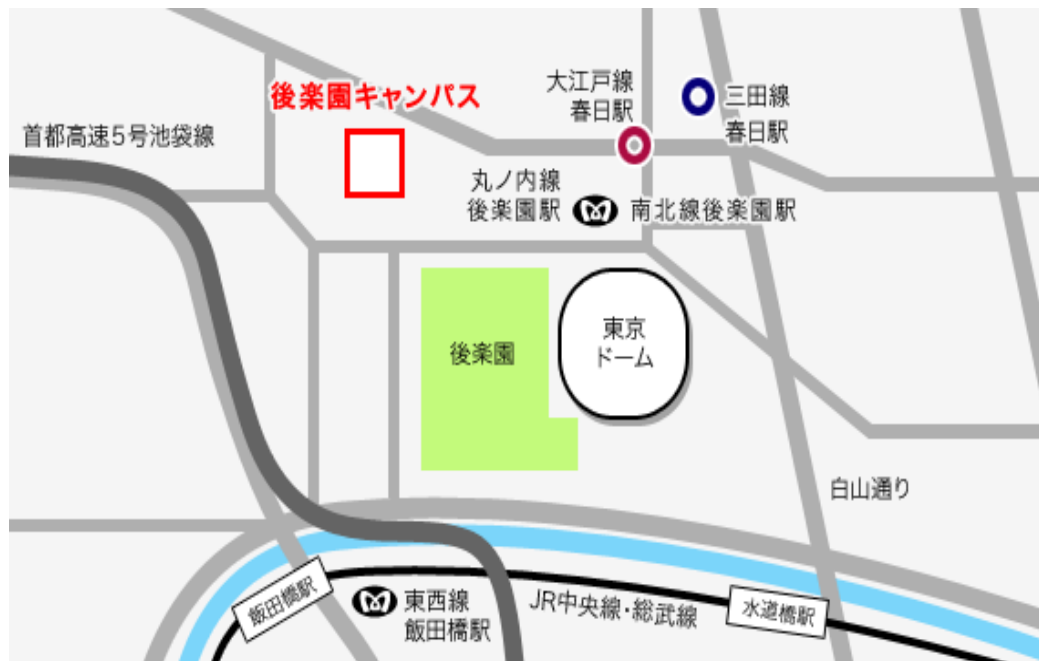 大江戸線
春日駅
三田線
春日駅
後楽園キャンパス
首都高速5号池袋線
丸ノ内線
後楽園駅
南北線後楽園駅
後楽園
東京
ドーム
白山通り
飯田橋駅
東西線
飯田橋駅
JR中央線・総武線
水道橋駅